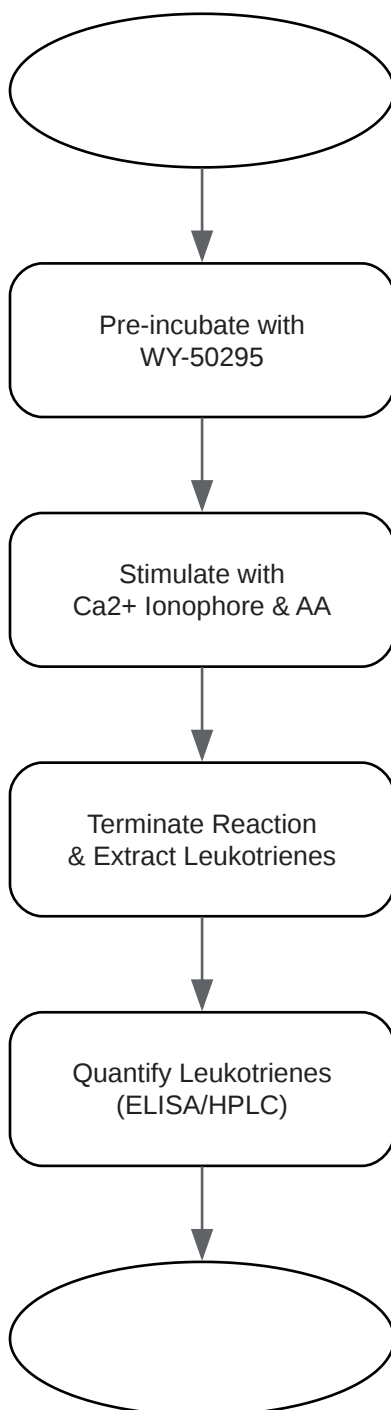 Pre-incubate with
WY-50295
Stimulate with
Ca2+ Ionophore & AA
Terminate Reaction
& Extract Leukotrienes
Quantify Leukotrienes
(ELISA/HPLC)